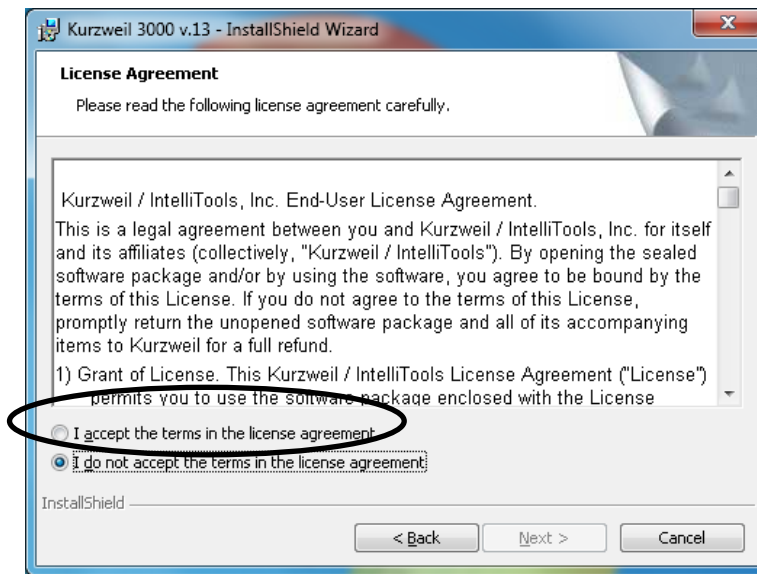 Kurzweil 3000 v.13 - InstallShield Wizard
License Agreement
Please read the following license agreement carefully.
Kurzweil / IntelliTools, Inc. End-User License Agreement.
This is a legal agreement between you and Kurzweil / IntelliTools, Inc. for itself
and its affiliates (collectively, "Kurzweil / IntelliTools"). By opening the sealed
software package and/or by using the software, you agree to be bound by the
terms of this License. If you do not agree to the terms of this License,
promptly return the unopened software package and all of its accompanying
items to Kurzweil for a full refund.
1) Grant of License. This Kurzweil / IntelliTools License Agreement ("License")
permits you to use the software package enclosed with the License
I accept the terms in the license agreement
I do not accept the terms in the license agreement
InstallShield
< Back Next > Cancel